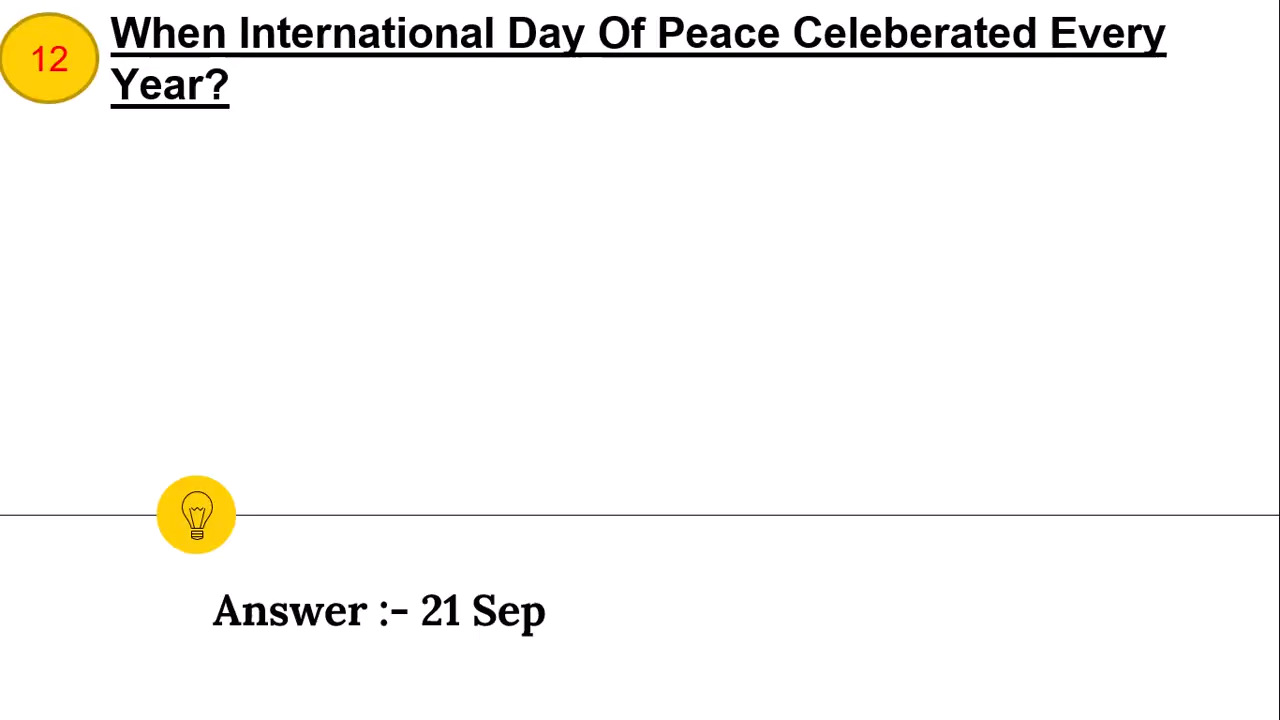 12
When International Day Of Peace Celeberated Every
Year?
Answer :- 21 Sep